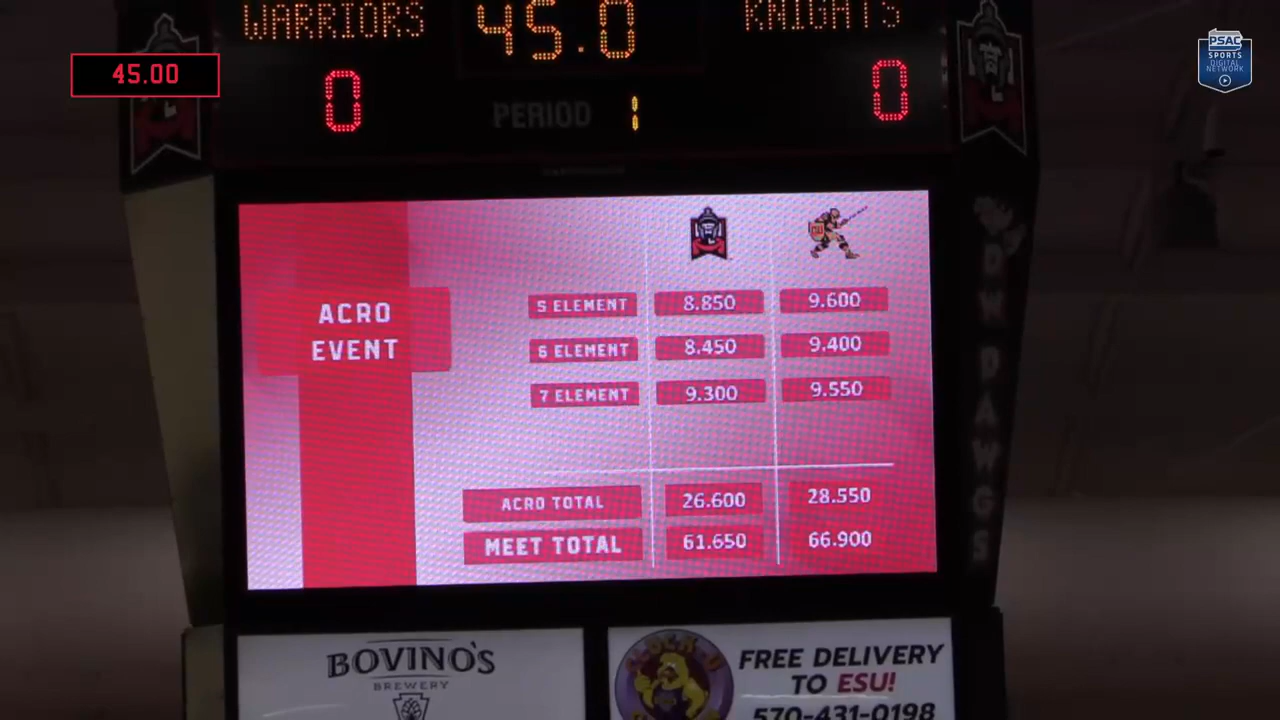 WARRIORS 45.0 KNIGHTS
45.00
PSAC
SPORTS
DIGITAL
NETWORK
0 PERIOD 1 0
ACRO
EVENT
5 ELEMENT 8.850 9.600
6 ELEMENT 8.450 9.400
7 ELEMENT 9.300 9.550
ACRO TOTAL 26.600 28.550
MEET TOTAL 61.650 66.900
DAWGS
BOVINO'S
BREWERY
FREE DELIVERY
TO ESU!
570-431-0198